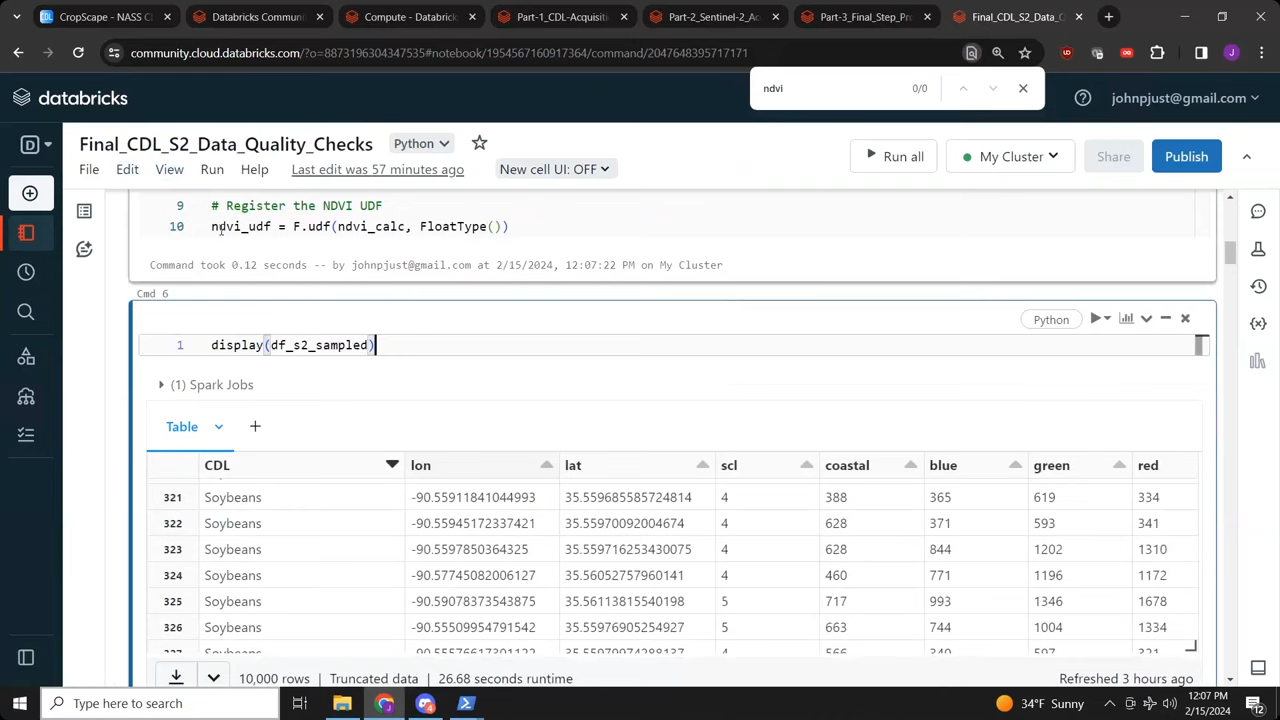 CropScape - NASS C
Databricks Communi
Compute - Databric
Part-1_CDL-Acquisit
Part-2_Sentinel-2_Ac
Part-3_Final_Step_Pr
Final_CDL_S2_Data_Q
community.cloud.databricks.com/?o=8873196304347535#notebook/1954567160917364/command/2047648395717171
J
ndvi
0/0
databricks
johnpjust@gmail.com
D
Final_CDL_S2_Data_Quality_Checks
Python
File Edit View Run Help Last edit was 57 minutes ago New cell UI: OFF
Run all
My Cluster
Share
Publish
9 # Register the NDVI UDF
10 ndvi_udf = F.udf(ndvi_calc, FloatType())
Command took 0.12 seconds -- by johnpjust@gmail.com at 2/15/2024, 12:07:22 PM on My Cluster
Cmd 6
Python
1 display(df_s2_sampled)
(1) Spark Jobs
Table
CDL lon lat scl coastal blue green red
321 Soybeans -90.55911841044993 35.559685585724814 4 388 365 619 334
322 Soybeans -90.55945172337421 35.55970092004674 4 628 371 593 341
323 Soybeans -90.5597850364325 35.559716253430075 4 628 844 1202 1310
324 Soybeans -90.57745082006127 35.56052757960141 4 460 771 1196 1172
325 Soybeans -90.59078373543875 35.56113815540198 5 717 993 1346 1678
326 Soybeans -90.55509954791542 35.55976905254927 5 663 744 1004 1334
10,000 rows | Truncated data | 26.68 seconds runtime
Refreshed 3 hours ago
Type here to search
34°F Sunny
12:07 PM
2/15/2024
12